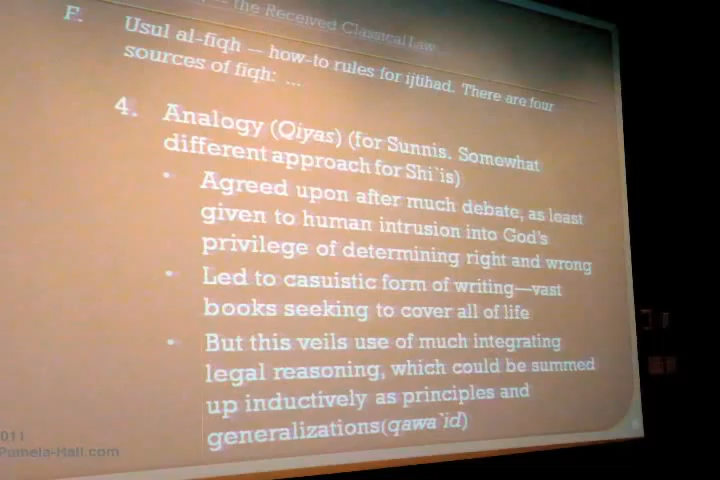 the Received Classical Law
F. Usul al-fiqh -- how-to rules for ijtihad. There are four
sources of fiqh: ...
4. Analogy (Qiyas) (for Sunnis. Somewhat
different approach for Shi`is)
• Agreed upon after much debate, as least
given to human intrusion into God's
privilege of determining right and wrong
• Led to casuistic form of writing—vast
books seeking to cover all of life
• But this veils use of much integrating
legal reasoning, which could be summed
up inductively as principles and
generalizations(qawa`id)
011
Pamela-Hall.com